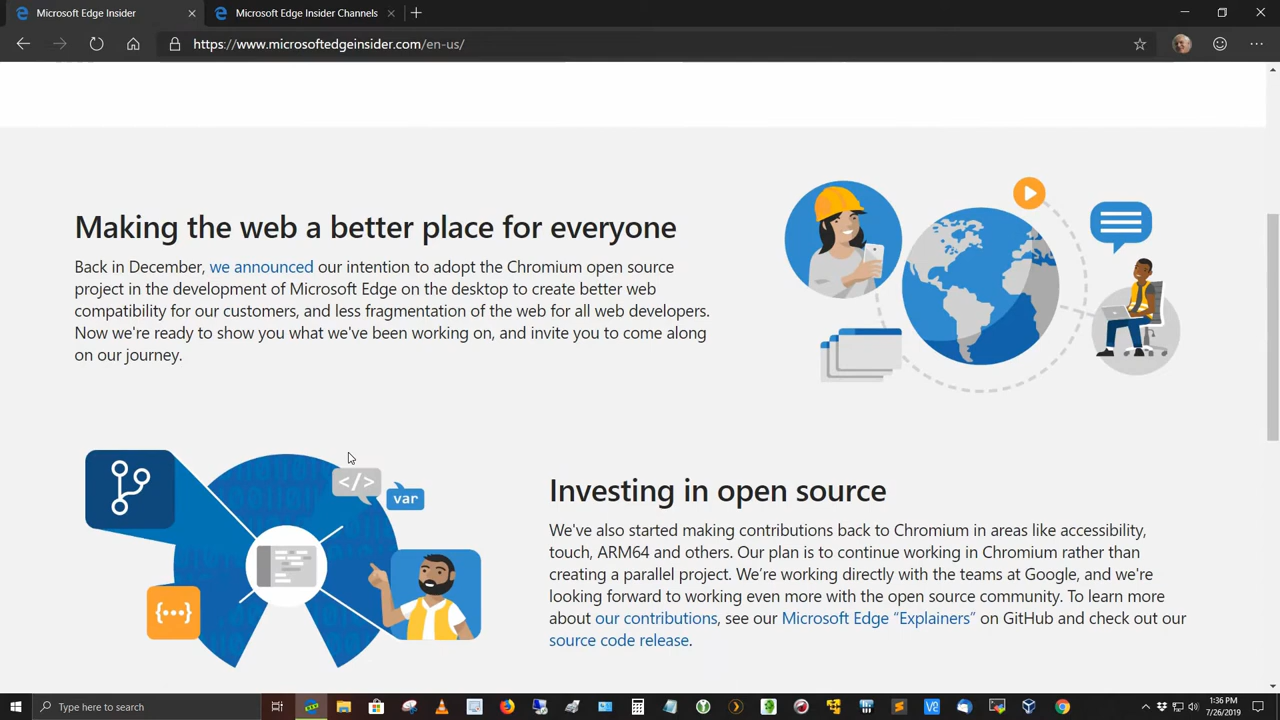 Microsoft Edge Insider
Microsoft Edge Insider Channels
https://www.microsoftedgeinsider.com/en-us/
Making the web a better place for everyone
Back in December, we announced our intention to adopt the Chromium open source
project in the development of Microsoft Edge on the desktop to create better web
compatibility for our customers, and less fragmentation of the web for all web developers.
Now we're ready to show you what we've been working on, and invite you to come along
on our journey.
</>
var
{...}
Investing in open source
We've also started making contributions back to Chromium in areas like accessibility,
touch, ARM64 and others. Our plan is to continue working in Chromium rather than
creating a parallel project. We’re working directly with the teams at Google, and we're
looking forward to working even more with the open source community. To learn more
about our contributions, see our Microsoft Edge “Explainers” on GitHub and check out our
source code release.
Type here to search
1:36 PM
7/26/2019